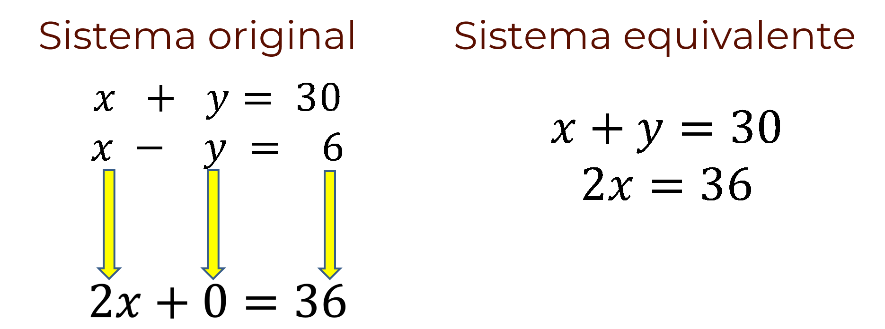 Sistema original
x + y = 30
x − y = 6
2x + 0 = 36
Sistema equivalente
x + y = 30
2x = 36